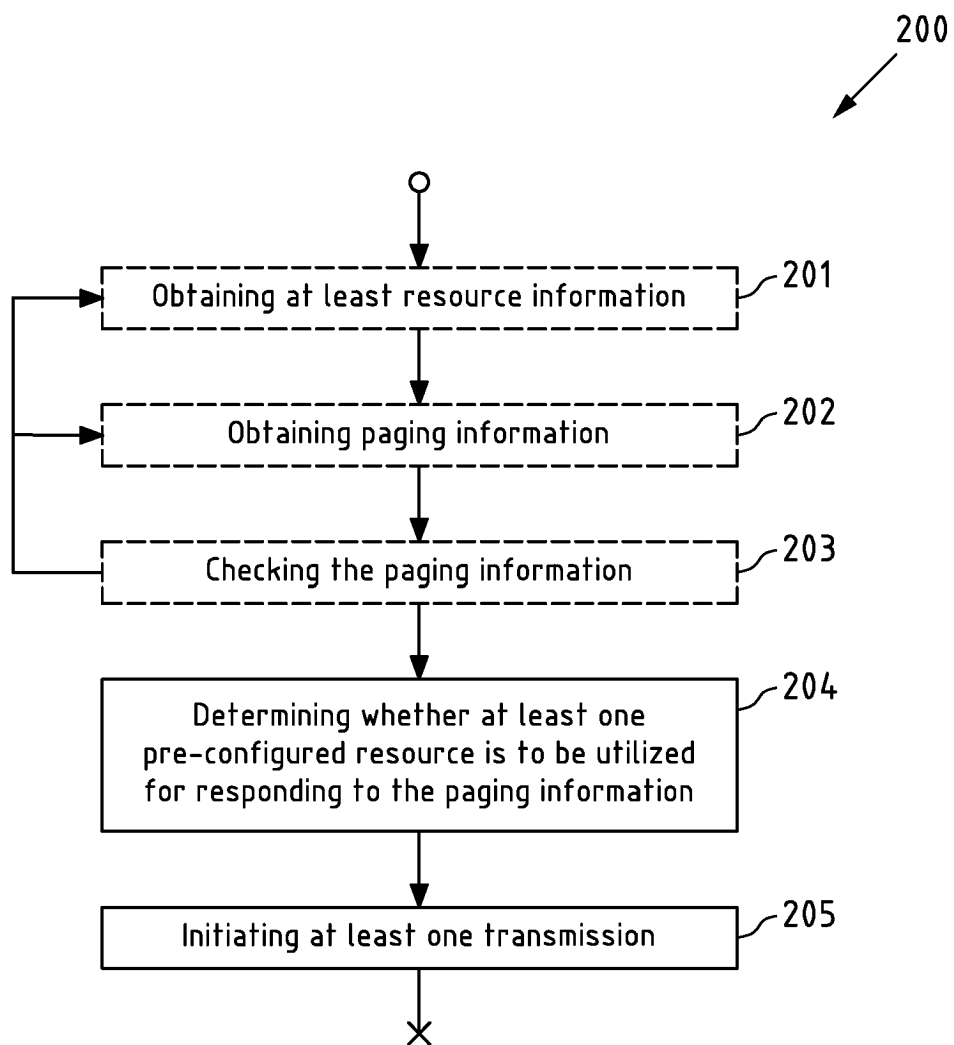 200
Obtaining at least resource information
201
Obtaining paging information
202
Checking the paging information
203
Determining whether at least one
pre-configured resource is to be utilized
for responding to the paging information
204
Initiating at least one transmission
205